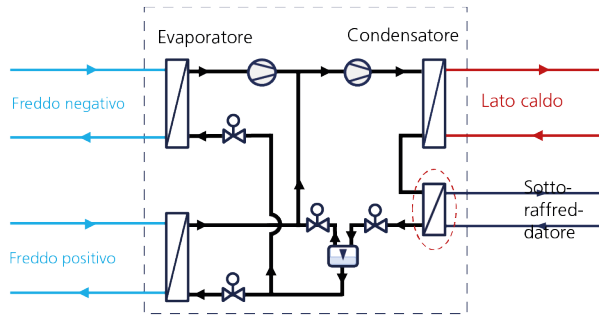 Evaporatore
Condensatore
Freddo negativo
Lato caldo
Sotto-
raffred-
datore
Freddo positivo